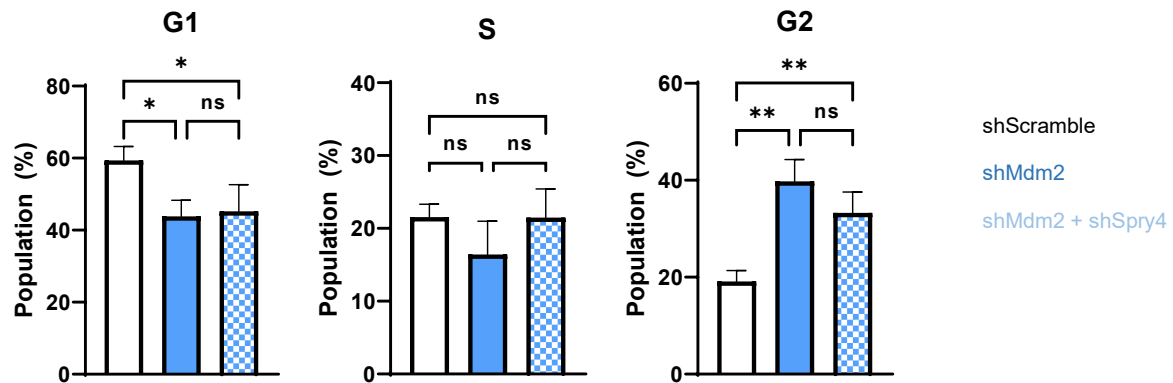 G1
Population (%)
80
60
40
20
0
*
*
ns
S
Population (%)
40
30
20
10
0
ns
ns
ns
G2
Population (%)
60
40
20
0
**
**
ns
shScramble
shMdm2
shMdm2 + shSpry4